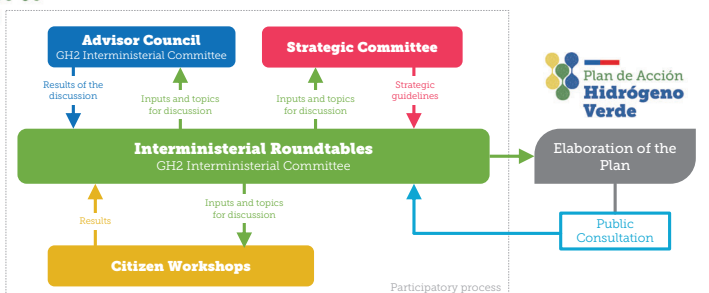 Advisor Council
GH2 Interministerial Committee
Strategic Committee
Plan de Acción
Hidrógeno
Verde
Results of the
discussion
Inputs and topics
for discussion
Inputs and topics
for discussion
Strategic
guidelines
Interministerial Roundtables
GH2 Interministerial Committee
Elaboration of the
Plan
Results
Inputs and topics
for discussion
Public
Consultation
Citizen Workshops
Participatory process